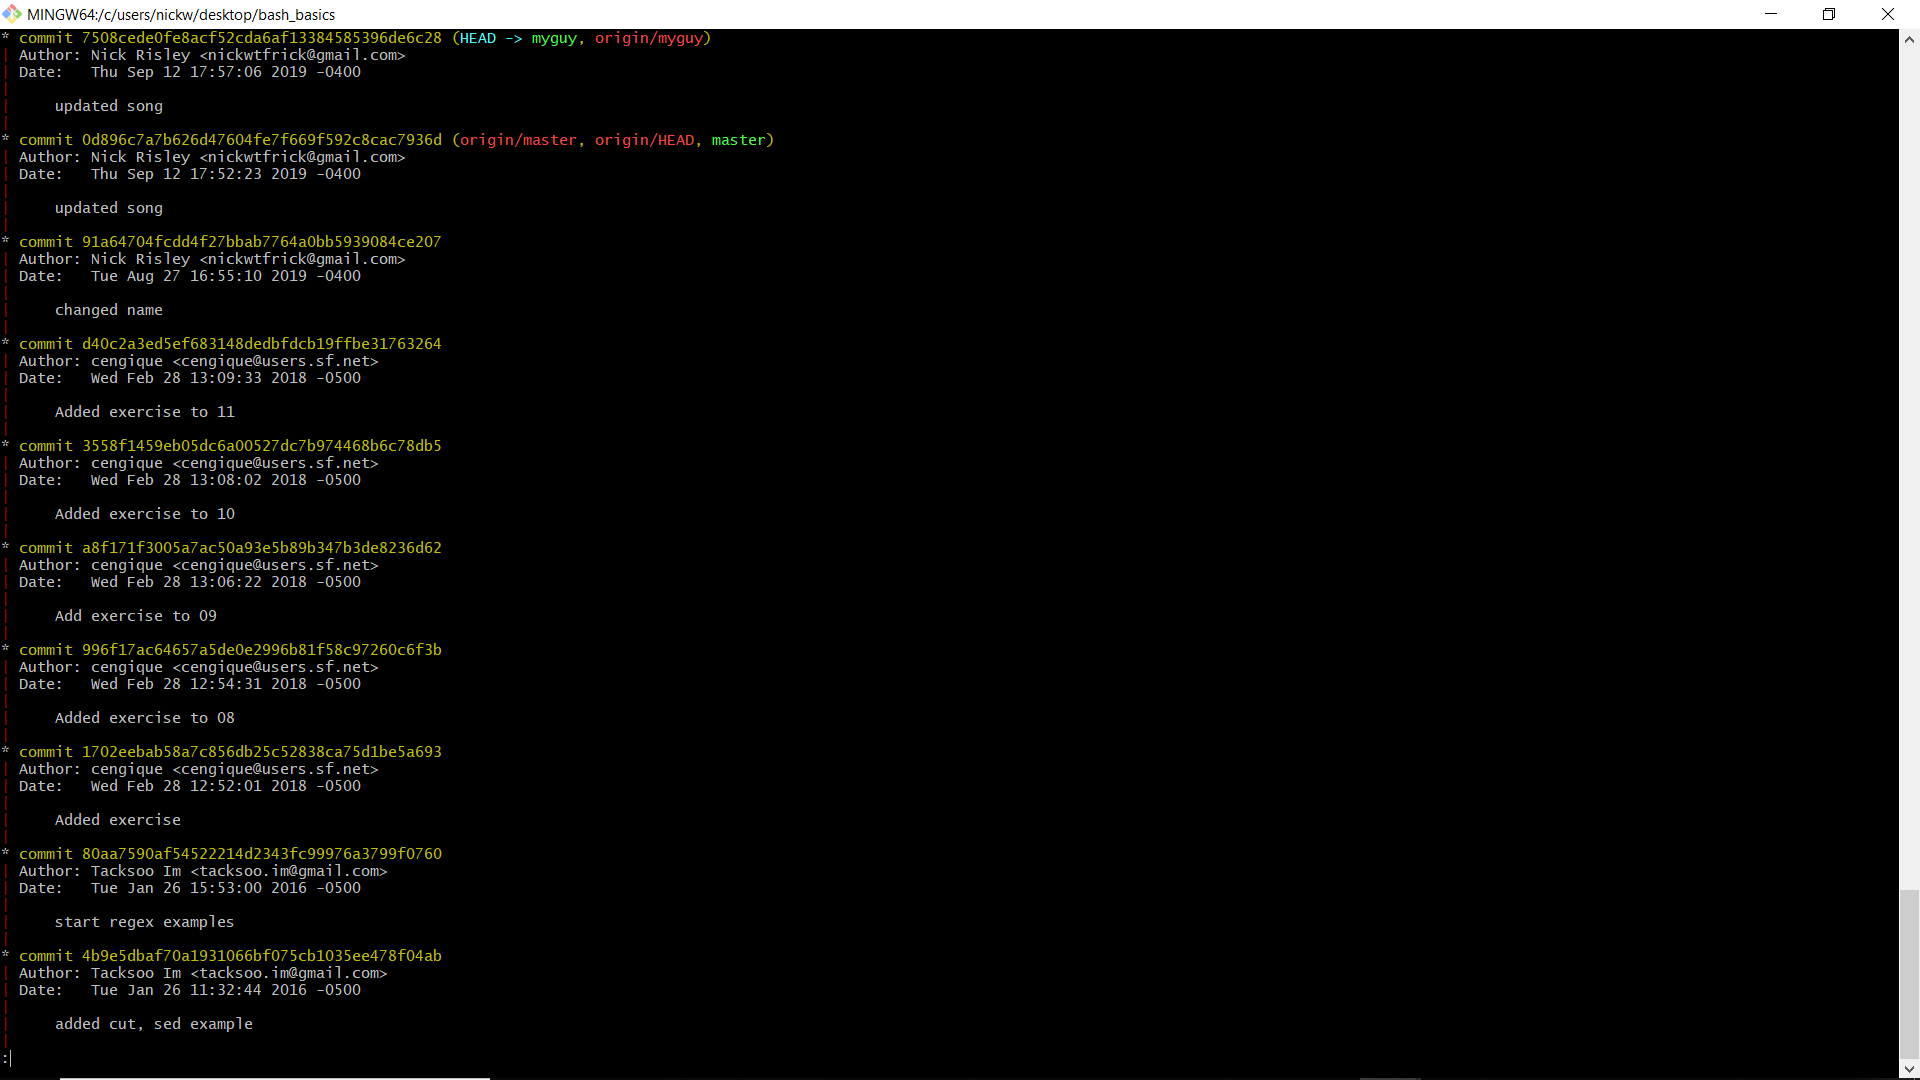 MINGW64:/c/users/nickw/desktop/bash_basics
* commit 7508cede0fe8acf52cda6af13384585396de6c28 (HEAD -> myguy, origin/myguy)
| Author: Nick Risley <nickwtfrick@gmail.com>
| Date:   Thu Sep 12 17:57:06 2019 -0400
|
|     updated song
|
* commit 0d896c7a7b626d47604fe7f669f592c8cac7936d (origin/master, origin/HEAD, master)
| Author: Nick Risley <nickwtfrick@gmail.com>
| Date:   Thu Sep 12 17:52:23 2019 -0400
|
|     updated song
|
* commit 91a64704fcdd4f27bbab7764a0bb5939084ce207
| Author: Nick Risley <nickwtfrick@gmail.com>
| Date:   Tue Aug 27 16:55:10 2019 -0400
|
|     changed name
|
* commit d40c2a3ed5ef683148dedbfdcb19ffbe31763264
| Author: cengique <cengique@users.sf.net>
| Date:   Wed Feb 28 13:09:33 2018 -0500
|
|     Added exercise to 11
|
* commit 3558f1459eb05dc6a00527dc7b974468b6c78db5
| Author: cengique <cengique@users.sf.net>
| Date:   Wed Feb 28 13:08:02 2018 -0500
|
|     Added exercise to 10
|
* commit a8f171f3005a7ac50a93e5b89b347b3de8236d62
| Author: cengique <cengique@users.sf.net>
| Date:   Wed Feb 28 13:06:22 2018 -0500
|
|     Add exercise to 09
|
* commit 996f17ac64657a5de0e2996b81f58c97260c6f3b
| Author: cengique <cengique@users.sf.net>
| Date:   Wed Feb 28 12:54:31 2018 -0500
|
|     Added exercise to 08
|
* commit 1702eebab58a7c856db25c52838ca75d1be5a693
| Author: cengique <cengique@users.sf.net>
| Date:   Wed Feb 28 12:52:01 2018 -0500
|
|     Added exercise
|
* commit 80aa7590af54522214d2343fc99976a3799f0760
| Author: Tacksoo Im <tacksoo.im@gmail.com>
| Date:   Tue Jan 26 15:53:00 2016 -0500
|
|     start regex examples
|
* commit 4b9e5dbaf70a1931066bf075cb1035ee478f04ab
| Author: Tacksoo Im <tacksoo.im@gmail.com>
| Date:   Tue Jan 26 11:32:44 2016 -0500
|
|     added cut, sed example
|
: